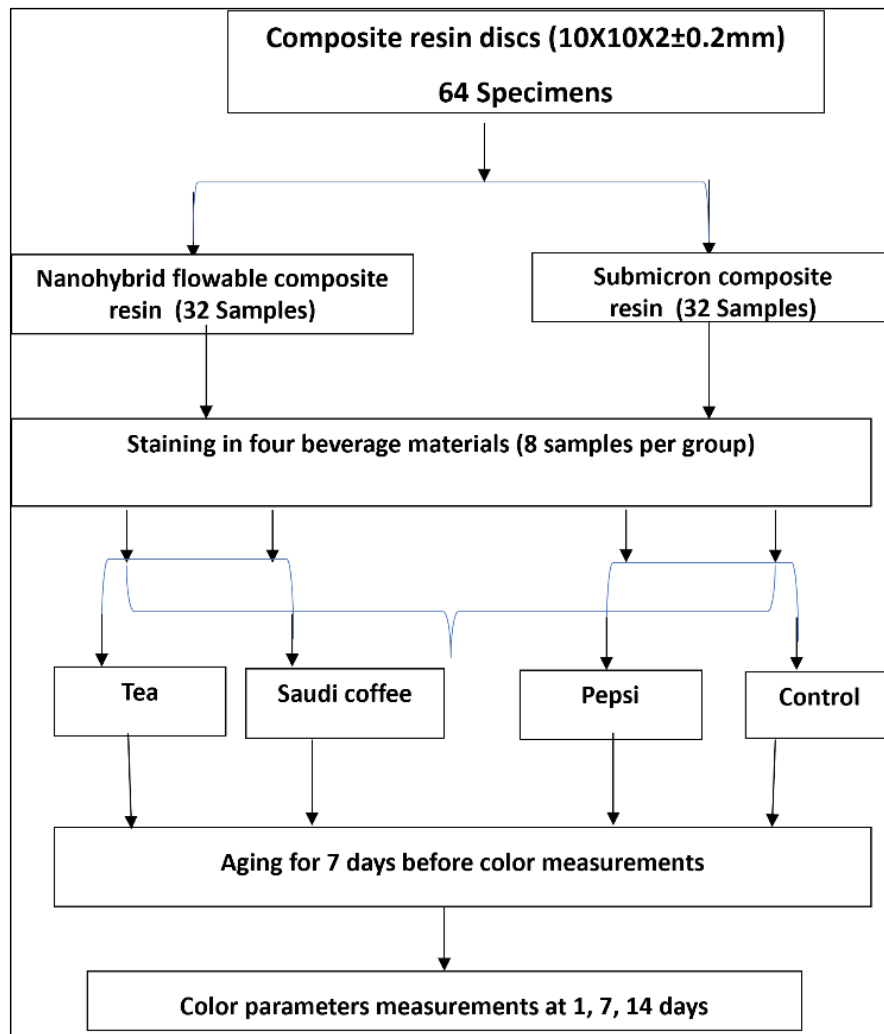 Composite resin discs (10X10X2±0.2mm)
64 Specimens
Nanohybrid flowable composite
resin (32 Samples)
Submicron composite
resin (32 Samples)
Staining in four beverage materials (8 samples per group)
Tea
Saudi coffee
Pepsi
Control
Aging for 7 days before color measurements
Color parameters measurements at 1, 7, 14 days